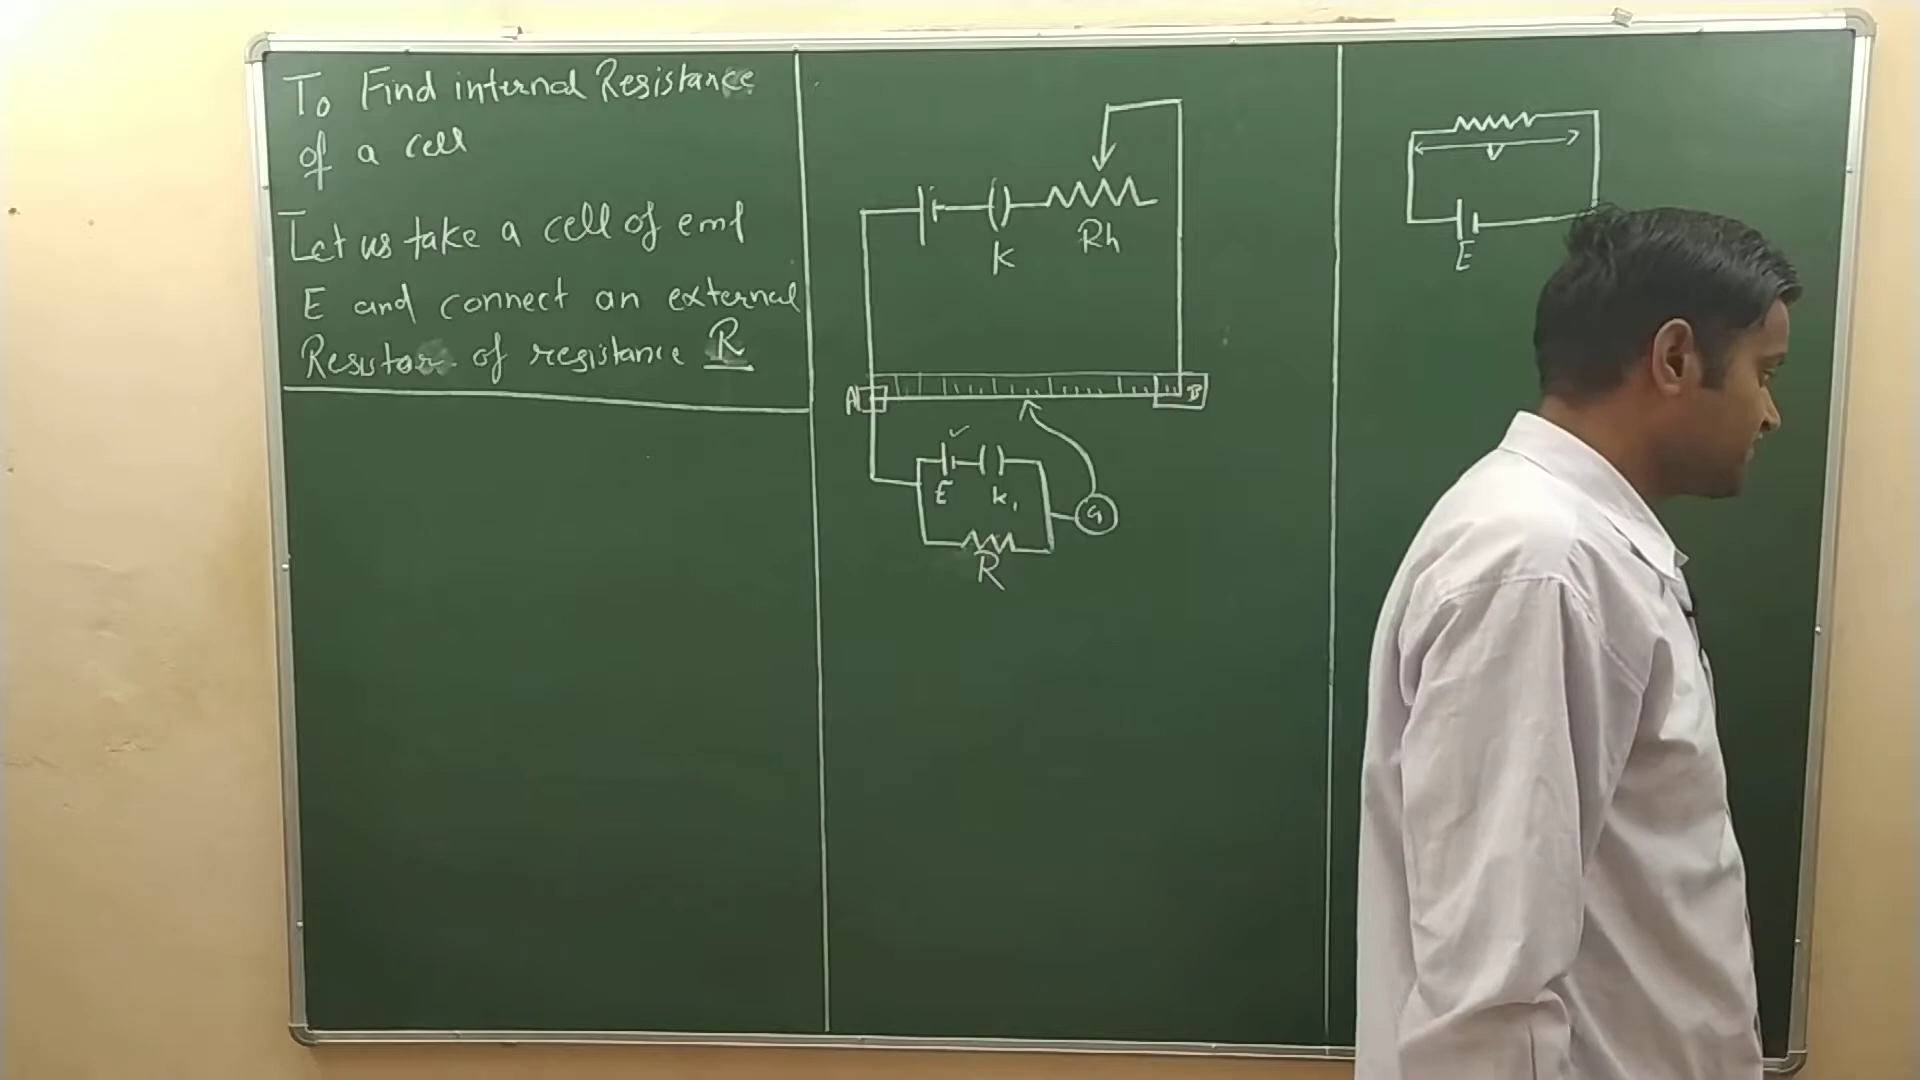 To Find internal Resistance
of a cell
Let us take a cell of emf
E and connect an external
Resistor of resistance R
K
Rh
A
B
E
K1
G
R
V
E